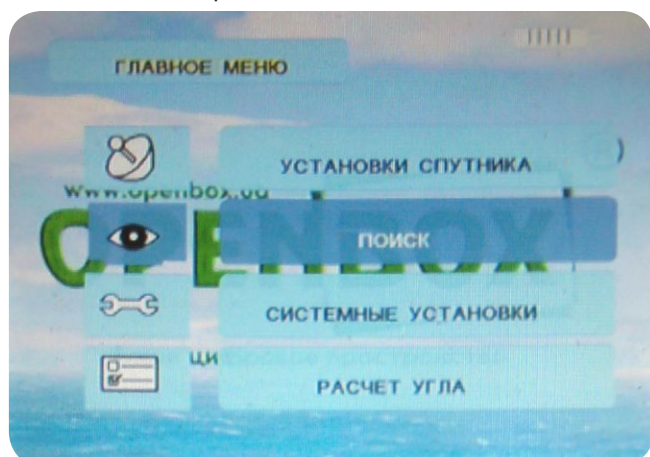 ГЛАВНОЕ МЕНЮ
УСТАНОВКИ СПУТНИКА
www.openbox.ua
OPENBOX
ПОИСК
СИСТЕМНЫЕ УСТАНОВКИ
РАСЧЕТ УГЛА